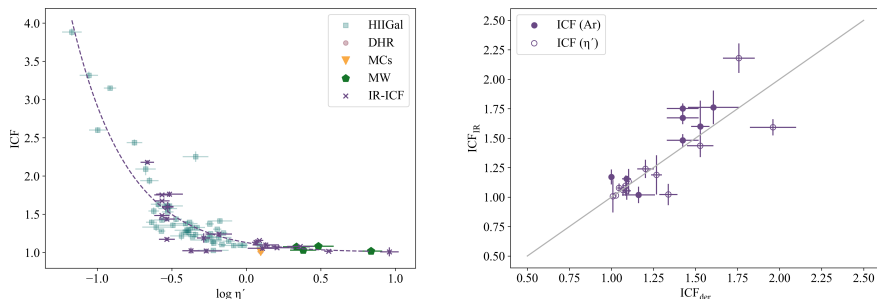 4.0
3.5
3.0
2.5
2.0
1.5
1.0
ICF
−1.0
−0.5
0.0
0.5
1.0
log η´
HIIGal
DHR
MCs
MW
IR-ICF
2.50
2.25
2.00
1.75
1.50
1.25
1.00
0.75
0.50
ICF_IR
0.50
0.75
1.00
1.25
1.50
1.75
2.00
2.25
2.50
ICF_der
ICF (Ar)
ICF (η´)